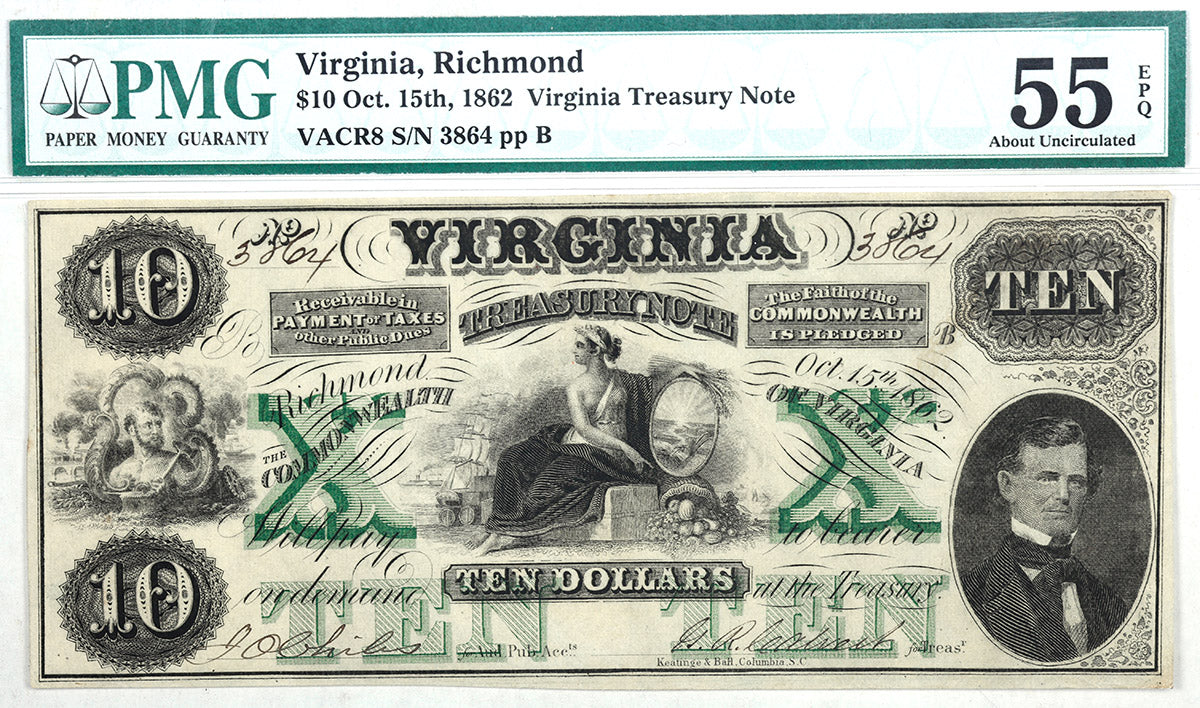 PMG
PAPER MONEY GUARANTY
Virginia, Richmond
$10 Oct. 15th, 1862 Virginia Treasury Note
VACR8 S/N 3864 pp B
55
EPQ
About Uncirculated
10
No
3864
VIRGINIA
No
3864
TEN
Receivable in
PAYMENT of TAXES
AND
other Public Dues
TREASURY NOTE
The Faith of the
COMMONWEALTH
IS PLEDGED
B
B
Richmond
Oct. 15th 1862.
THE COMMONWEALTH
OF VIRGINIA
X
X
Will pay
to bearer
10
on demand
TEN DOLLARS
at the Treasury
TEN
TEN
for Aud Pub Accts
for Treasr
Keatinge & Ball, Columbia, S.C